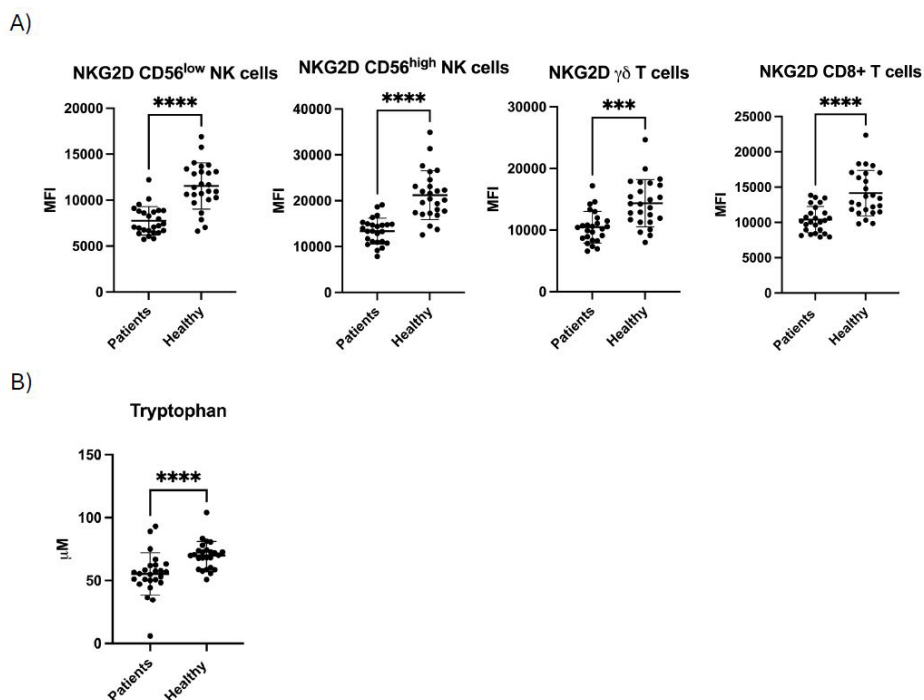 A)
NKG2D CD56low NK cells
MFI
20000
15000
10000
5000
0
****
Patients
Healthy
NKG2D CD56high NK cells
MFI
40000
30000
20000
10000
0
****
Patients
Healthy
NKG2D γδ T cells
MFI
30000
20000
10000
0
***
Patients
Healthy
NKG2D CD8+ T cells
MFI
25000
20000
15000
10000
5000
0
****
Patients
Healthy
B)
Tryptophan
μM
150
100
50
0
****
Patients
Healthy